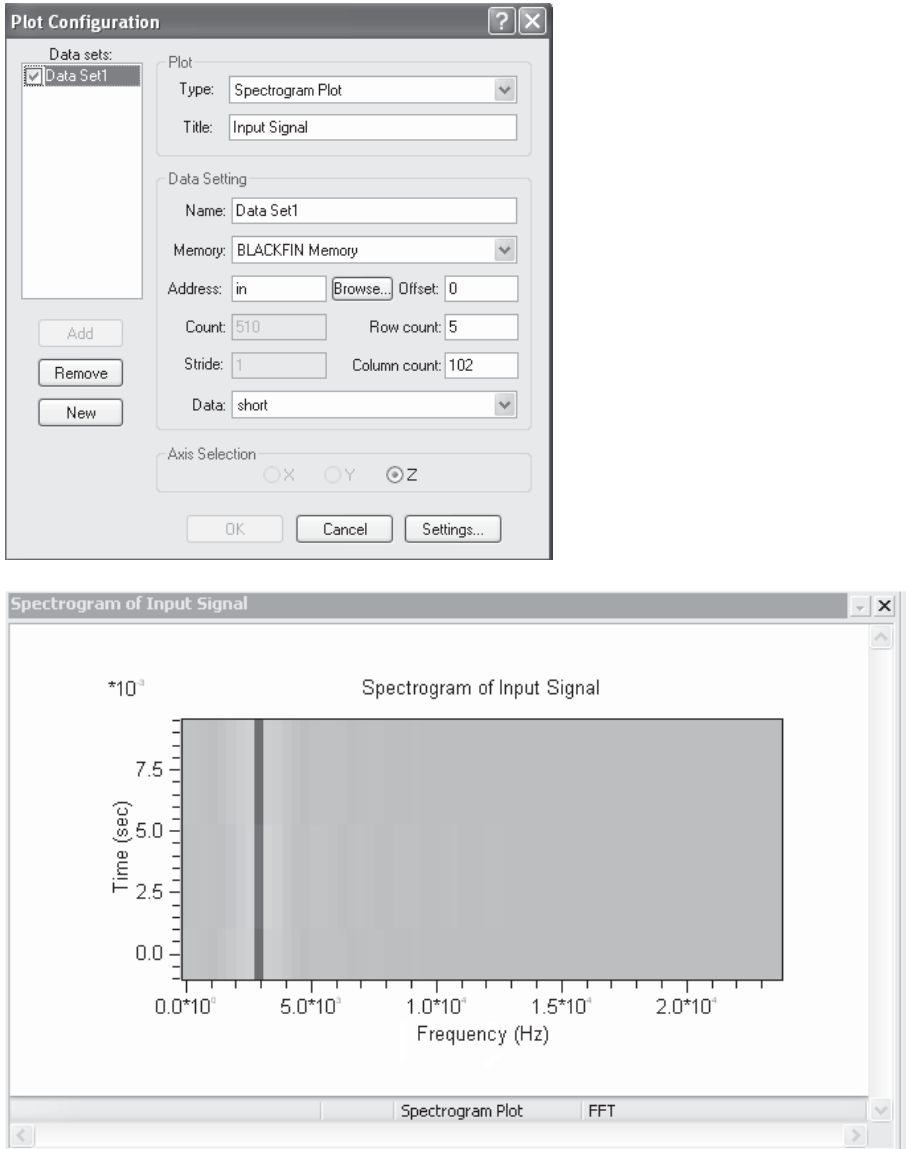 Plot Configuration
Data sets:
Data Set1
Add
Remove
New
Plot
Type: Spectrogram Plot
Title: Input Signal
Data Setting
Name: Data Set1
Memory: BLACKFIN Memory
Address: in Browse... Offset: 0
Count: 510 Row count: 5
Stride: 1 Column count: 102
Data: short
Axis Selection
X Y Z
OK Cancel Settings...
Spectrogram of Input Signal
*10⁻³ Spectrogram of Input Signal
7.5
5.0
2.5
0.0
Time (sec)
0.0*10⁰ 5.0*10³ 1.0*10⁴ 1.5*10⁴ 2.0*10⁴
Frequency (Hz)
Spectrogram Plot FFT